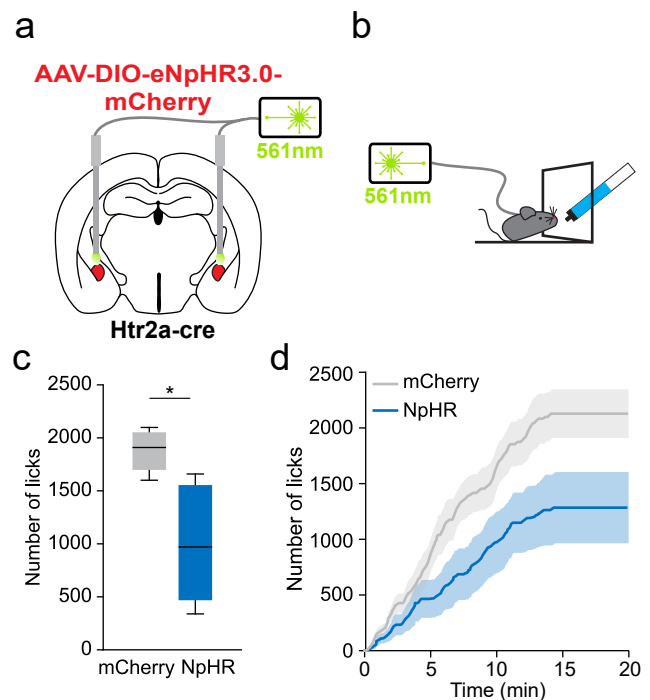 a
AAV-DIO-eNpHR3.0-
mCherry
561nm
Htr2a-cre
b
561nm
c
Number of licks
2500
2000
1500
1000
500
0
*
mCherry NpHR
d
Number of licks
2500
2000
1500
1000
500
0
mCherry
NpHR
0 5 10 15 20
Time (min)